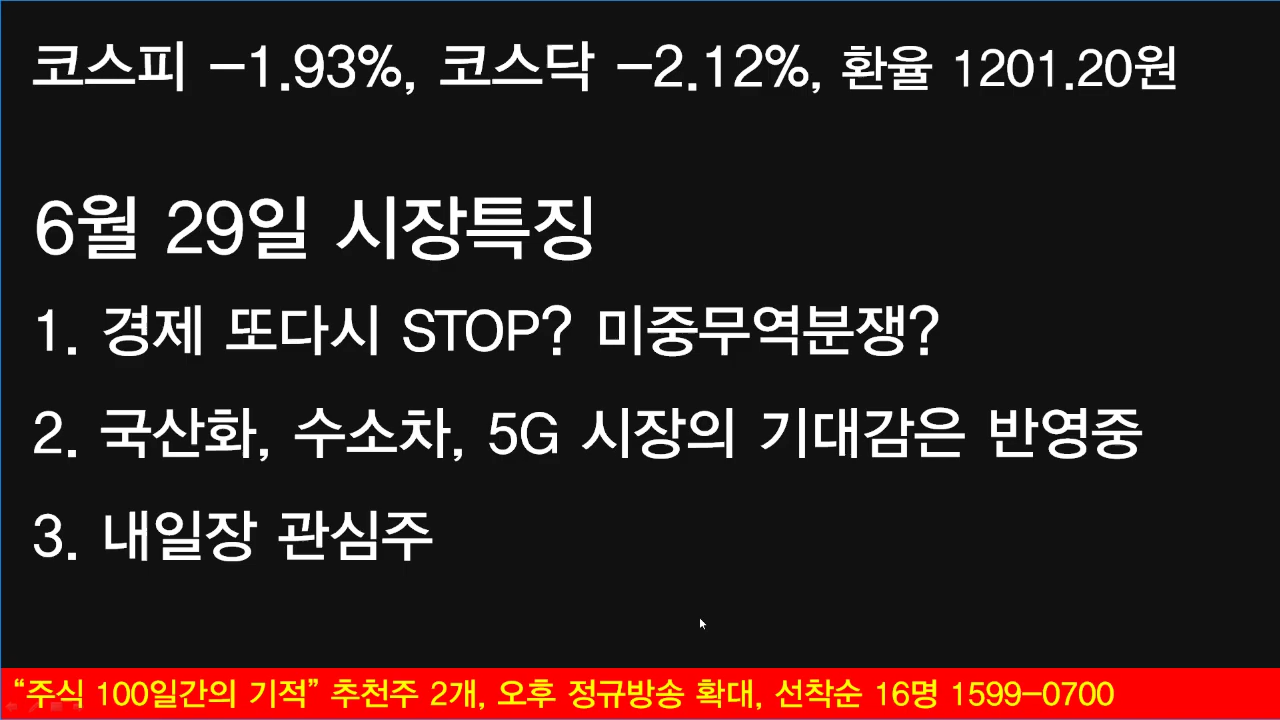 코스피 -1.93%, 코스닥 -2.12%, 환율 1201.20원
6월 29일 시장특징
1. 경제 또다시 STOP? 미중무역분쟁?
2. 국산화, 수소차, 5G 시장의 기대감은 반영중
3. 내일장 관심주
“주식 100일간의 기적” 추천주 2개, 오후 정규방송 확대, 선착순 16명 1599-0700